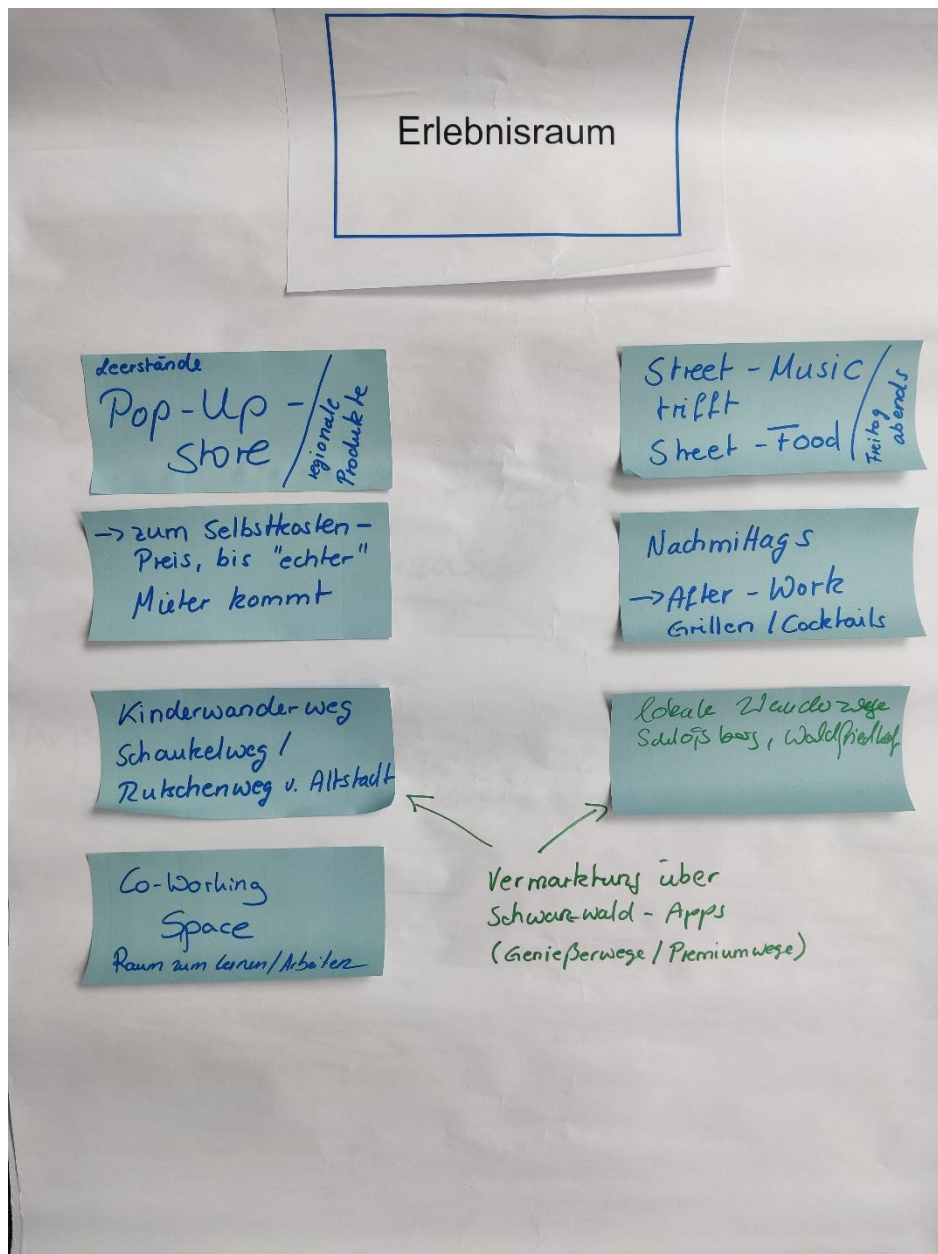 Erlebnisraum
Leerstände
Pop-Up-
Store
regionale
Produkte
→ zum Selbstkosten-
Preis, bis "echter"
Mieter kommt
Kinderwanderweg
Schaukelweg /
Rutschenweg v. Altstadt
Co-Working
Space
Raum zum Lernen/Arbeiten
Street-Music
trifft
Street-Food
Freitag
abends
Nachmittags
→ After-Work
Grillen / Cocktails
lokale Wanderwege
Schloßberg, Waldfriedhof
Vermarktung über
Schwarzwald-Apps
(Genießerwege / Premiumwege)